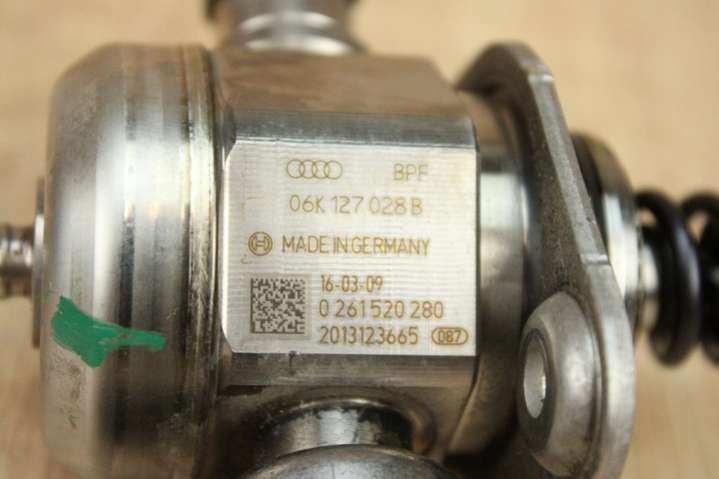 BPF
06K 127 028 B
MADE IN GERMANY
16-03-09
0 261 520 280
2013123665 087